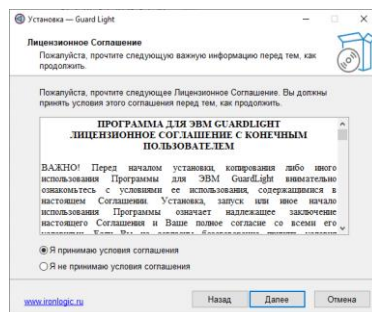 Установка — Guard Light
Лицензионное Соглашение
Пожалуйста, прочтите следующую важную информацию перед тем, как
продолжить.
Пожалуйста, прочтите следующее Лицензионное Соглашение. Вы должны
принять условия этого соглашения перед тем, как продолжить.
ПРОГРАММА ДЛЯ ЭВМ GUARDLIGHT
ЛИЦЕНЗИОННОЕ СОГЛАШЕНИЕ С КОНЕЧНЫМ
ПОЛЬЗОВАТЕЛЕМ
ВАЖНО! Перед началом установки, копирования либо иного
использования Программы для ЭВМ GuardLight внимательно
ознакомьтесь с условиями ее использования, содержащимися в
настоящем Соглашении. Установка, запуск или иное начало
использования Программы означает надлежащее заключение
настоящего Соглашения и Ваше полное согласие со всеми его
Я принимаю условия соглашения
Я не принимаю условия соглашения
www.ironlogic.ru
Назад
Далее
Отмена